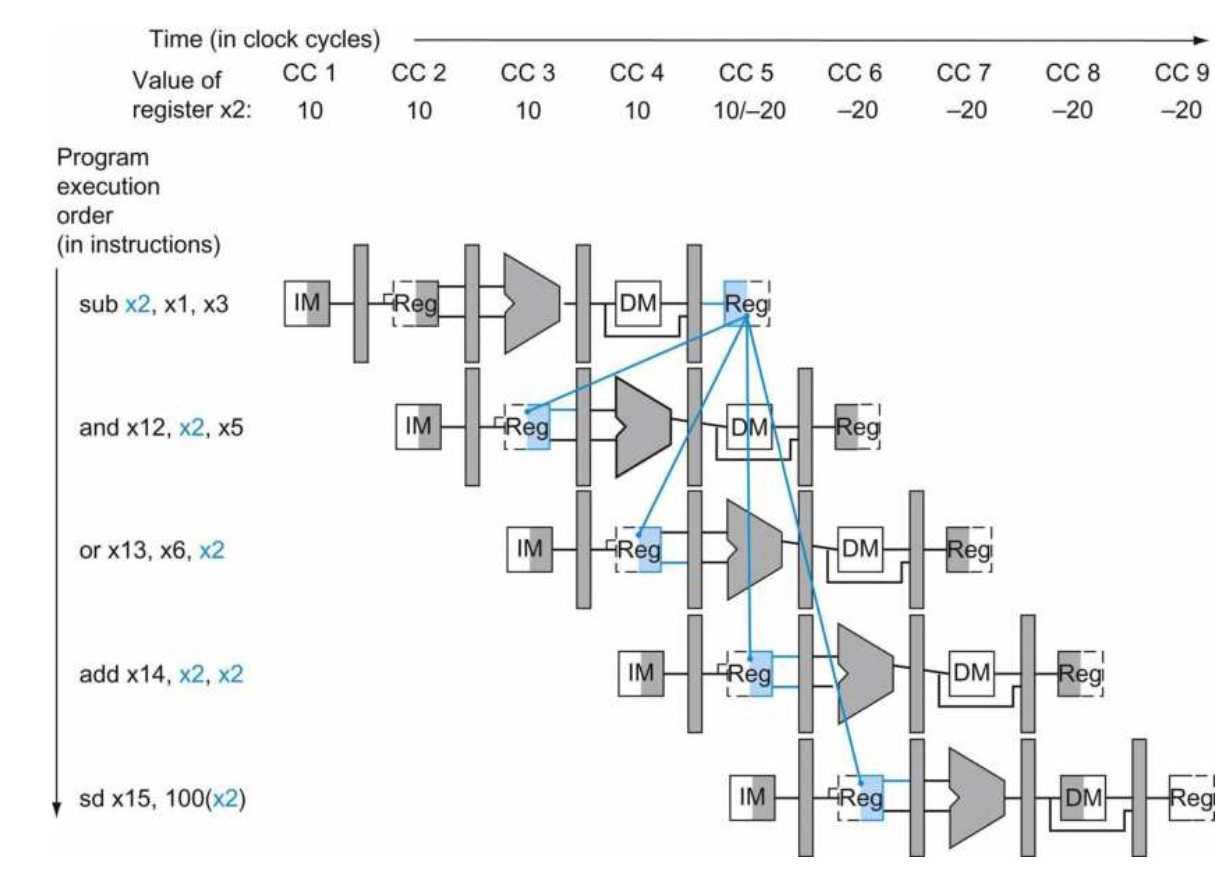 Time (in clock cycles)
Value of register x2:
CC 1 CC 2 CC 3 CC 4 CC 5 CC 6 CC 7 CC 8 CC 9
10 10 10 10 10/–20 –20 –20 –20 –20
Program
execution
order
(in instructions)
sub x2, x1, x3
IM Reg DM Reg
and x12, x2, x5
IM Reg DM Reg
or x13, x6, x2
IM Reg DM Reg
add x14, x2, x2
IM Reg DM Reg
sd x15, 100(x2)
IM Reg DM Reg